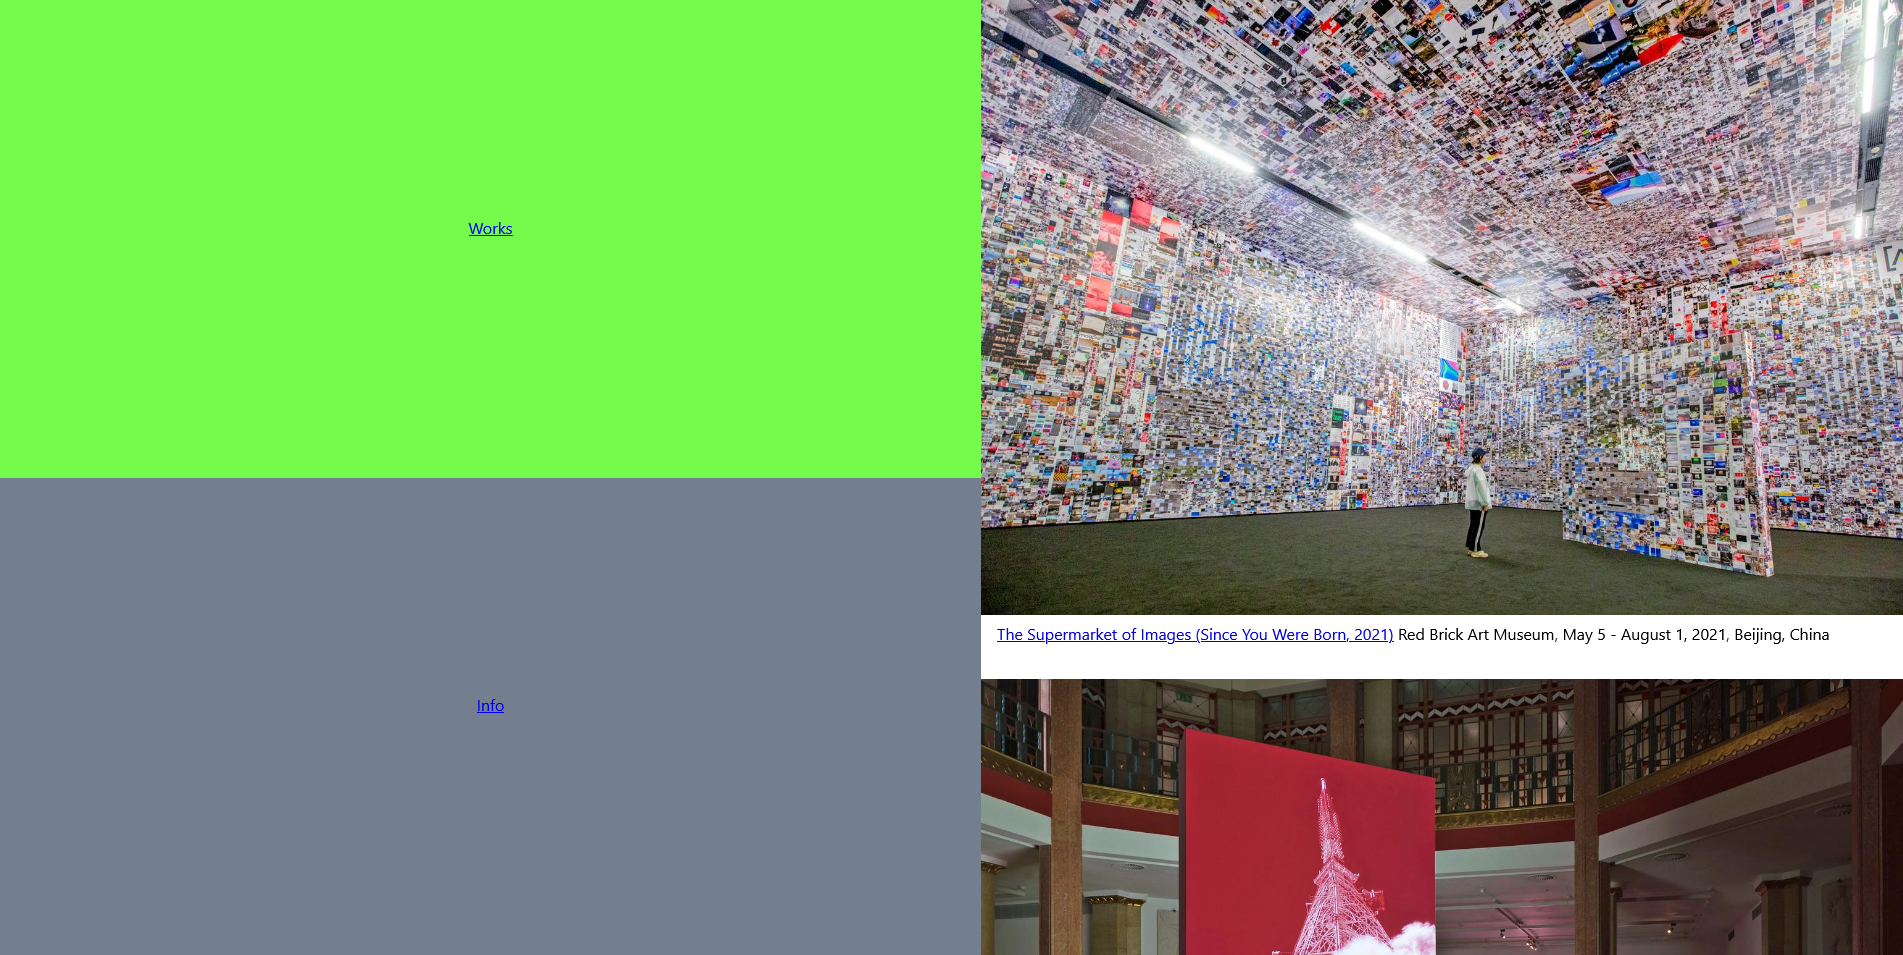 Works
Info
The Supermarket of Images (Since You Were Born, 2021) Red Brick Art Museum, May 5 - August 1, 2021, Beijing, China